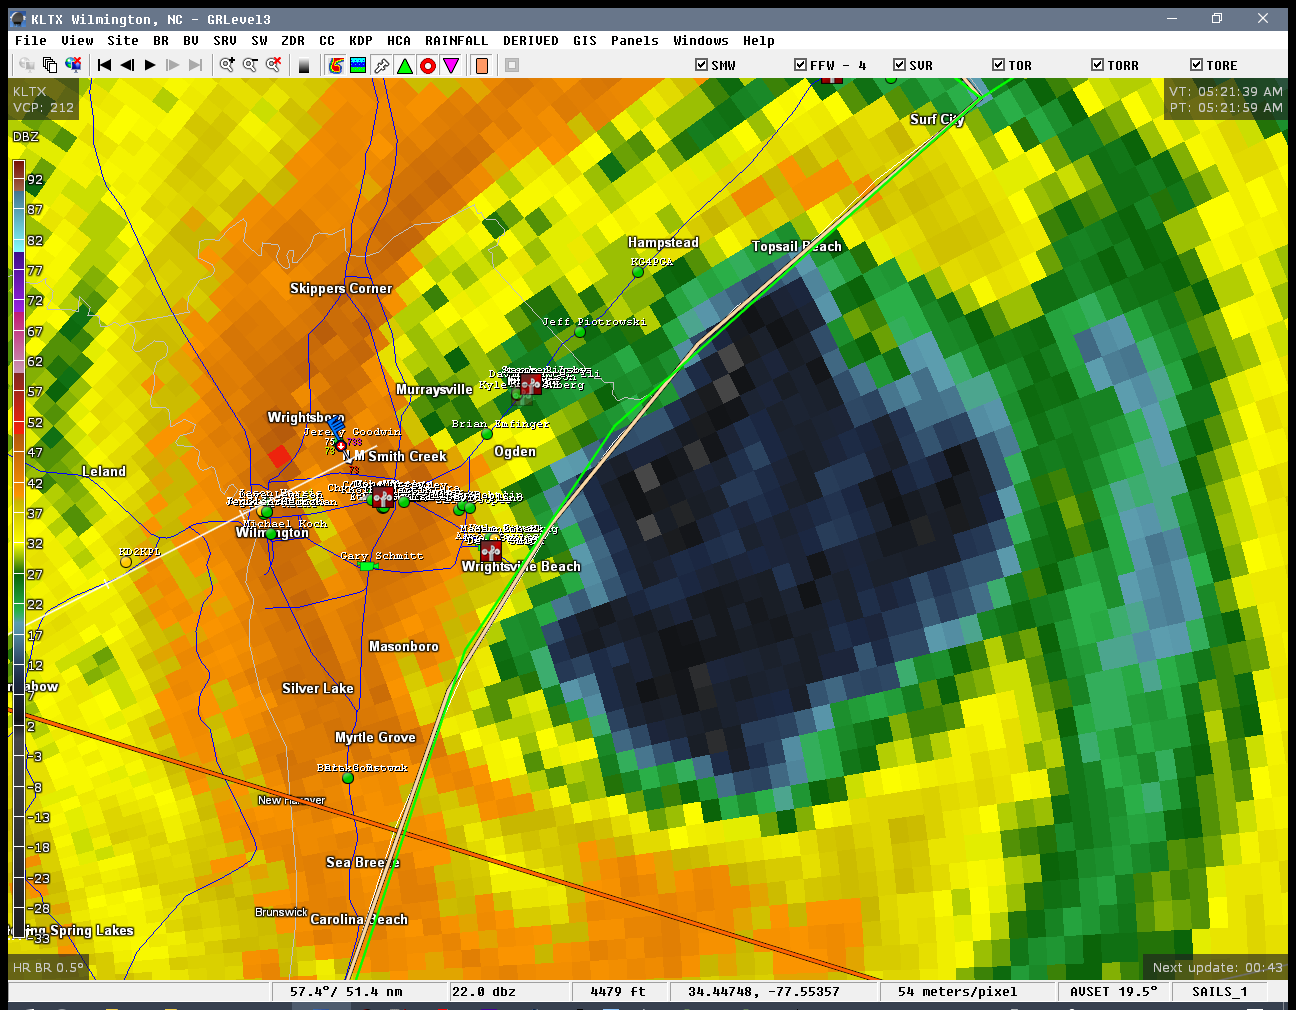 KLTX Wilmington, NC - GRLevel3
File View Site BR BV SRV SW ZDR CC KDP HCA RAINFALL DERIVED GIS Panels Windows Help
SMW FFW - 4 SVR TOR TORR TORE
KLTX
VCP: 212
VT: 05:21:39 AM
PT: 05:21:59 AM
DBZ
Surf City
Hampstead
KG4PGA
Topsail Beach
Skippers Corner
Jeff Piotrowski
Murraysville
Wrightsboro
Jeremy Goodwin
Brian Emfinger
Ogden
M Smith Creek
Leland
Michael Koch
Wilmington
KD2KPL
Gary Schmitt
Wrightsville Beach
Masonboro
Silver Lake
Myrtle Grove
New Hanover
Sea Breeze
Brunswick
Carolina Beach
Spring Lakes
92
87
82
77
72
67
62
57
52
47
42
37
32
27
22
17
12
7
2
-3
-8
-13
-18
-23
-28
-33
HR BR 0.5°
Next update: 00:43
57.4°/ 51.4 nm 22.0 dbz 4479 ft 34.44748, -77.55357 54 meters/pixel AVSET 19.5° SAILS_1